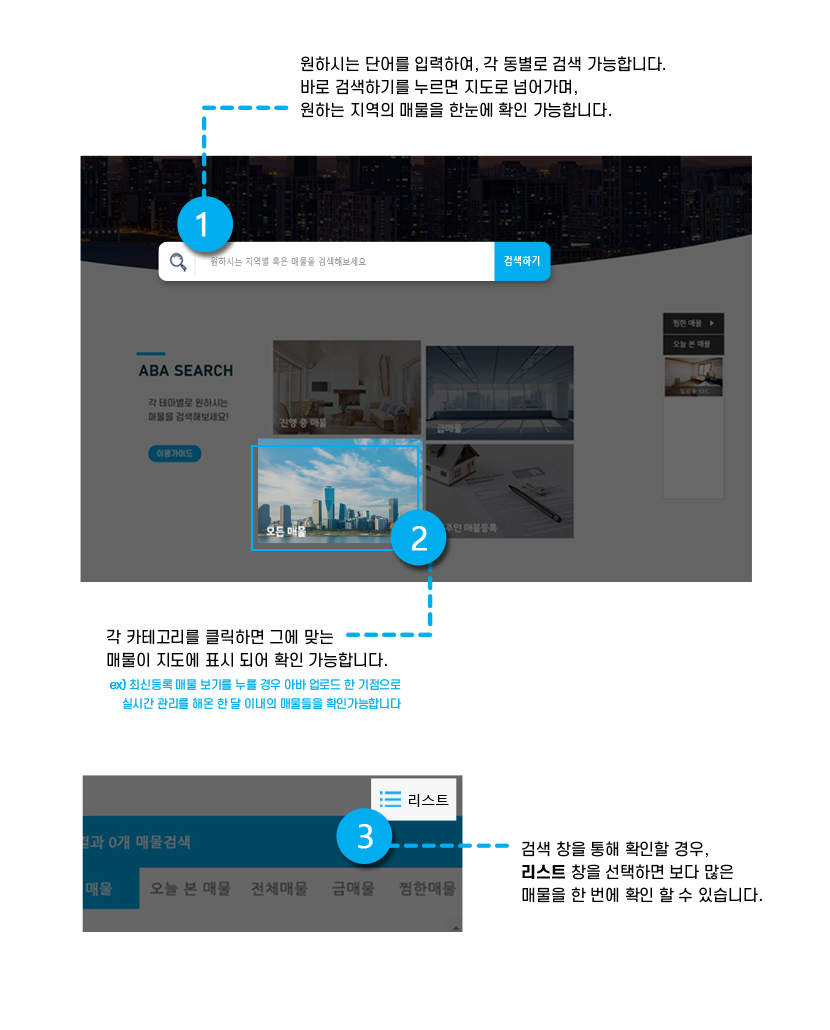 원하시는 단어를 입력하여, 각 동별로 검색 가능합니다.
바로 검색하기를 누르면 지도로 넘어가며,
원하는 지역의 매물을 한눈에 확인 가능합니다.
1
원하시는 지역별 혹은 매물을 검색해보세요
검색하기
찜한 매물
오늘 본 매물
ABA SEARCH
각 테마별로 원하시는
매물을 검색해보세요!
이용가이드
진행 중 매물
급매물
모든 매물
2
주인 매물등록
각 카테고리를 클릭하면 그에 맞는
매물이 지도에 표시 되어 확인 가능합니다.
ex) 최신등록 매물 보기를 누를 경우 아바 업로드 한 기점으로
실시간 관리를 해온 한 달 이내의 매물들을 확인가능합니다
리스트
3
결과 0개 매물검색
매물 오늘 본 매물 전체매물 급매물 찜한매물
검색 창을 통해 확인할 경우,
리스트 창을 선택하면 보다 많은
매물을 한 번에 확인 할 수 있습니다.